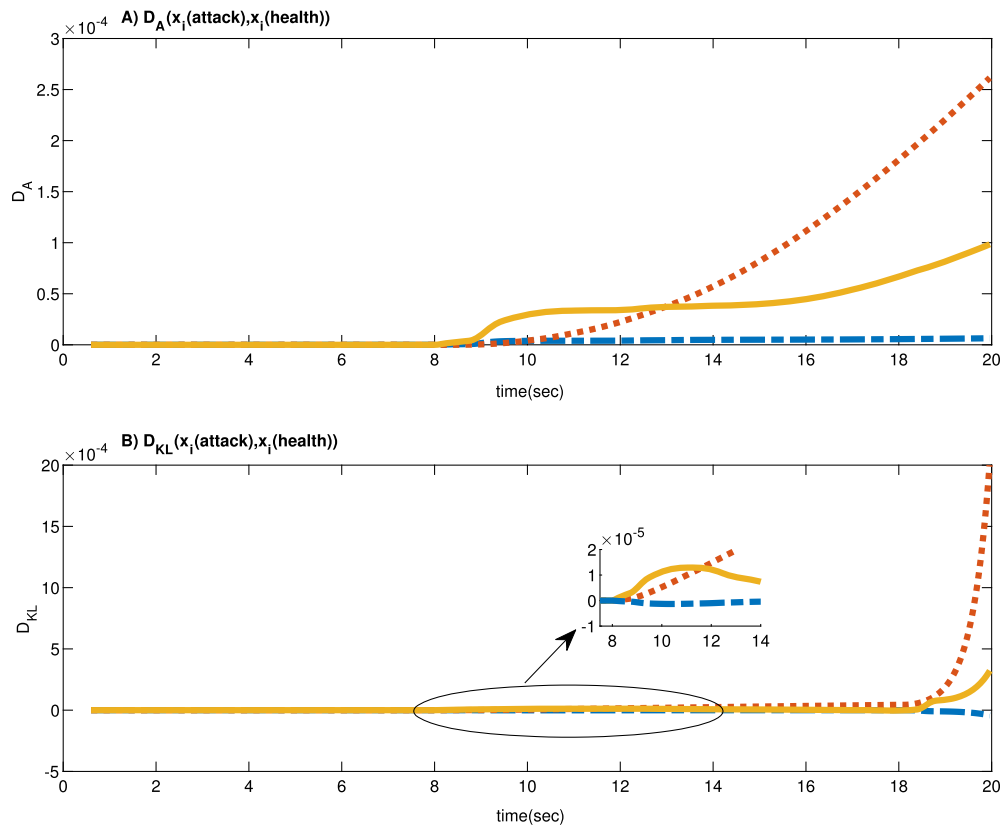 A) D_A(x_i(attack),x_i(health))
×10^-4
3
2.5
2
1.5
1
0.5
0
D_A
0 2 4 6 8 10 12 14 16 18 20
time(sec)
B) D_KL(x_i(attack),x_i(health))
×10^-4
20
15
10
5
0
-5
D_KL
×10^-5
2
1
0
-1
8 10 12 14
0 2 4 6 8 10 12 14 16 18 20
time(sec)